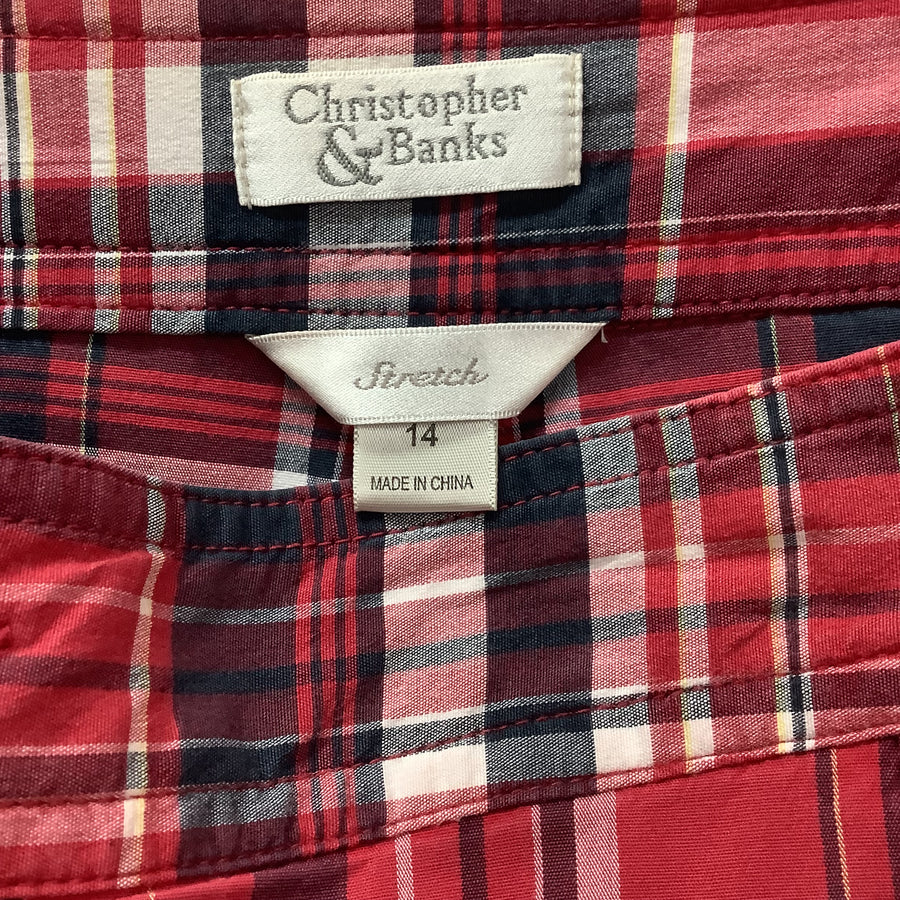 Christopher
& Banks
Stretch
14
MADE IN CHINA